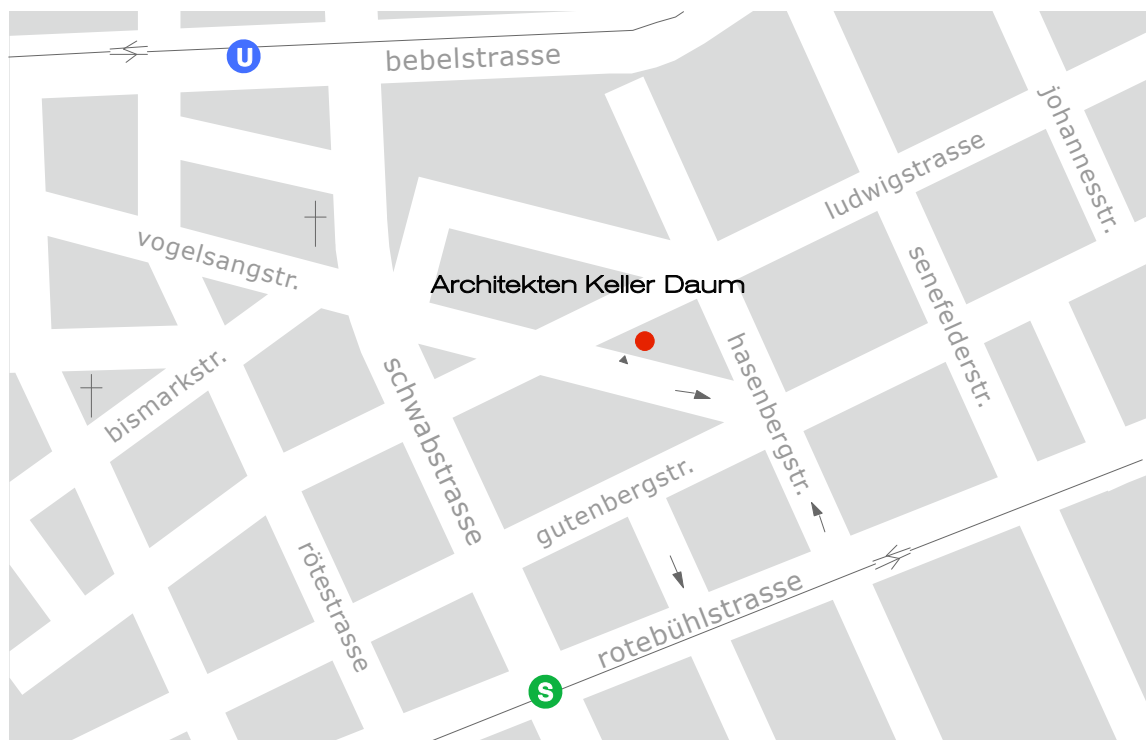 U
bebelstrasse
johannesstr.
ludwigstrasse
vogelsangstr.
senefelderstr.
Architekten Keller Daum
hasenbergstr.
bismarkstr.
schwabstrasse
gutenbergstr.
rötestrasse
rotebühlstrasse
S